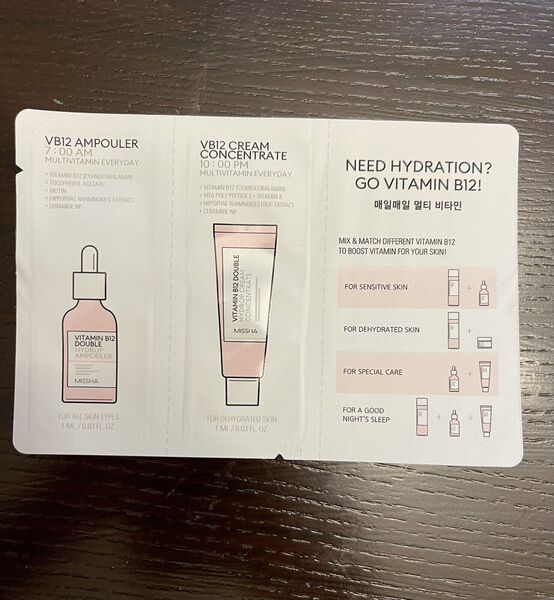 VB12 AMPOULER
7 : 00 AM
MULTIVITAMIN EVERYDAY
+ VITAMIN B12 (CYANOCOBALAMIN)
+ TOCOPHERYL ACETATE
+ BIOTIN
+ HIPPOPHAE RHAMNOIDES EXTRACT
+ CERAMIDE NP
VITAMIN B12
DOUBLE
HYDROP
AMPOULER
MISSHA
FOR ALL SKIN TYPES
1 ML / 0.03 FL. OZ.
VB12 CREAM
CONCENTRATE
10 : 00 PM
MULTIVITAMIN EVERYDAY
+ VITAMIN B12 (CYANOCOBALAMIN)
+ VITA POLY PEPTIDE / + VITAMIN K
+ HIPPOPHAE RHAMNOIDES FRUIT EXTRACT
+ CERAMIDE NP
VITAMIN B12 DOUBLE
HYDROP CREAM
CONCENTRATE
MISSHA
FOR DEHYDRATED SKIN
1 ML / 0.03 FL. OZ.
NEED HYDRATION?
GO VITAMIN B12!
매일매일 멀티 비타민
MIX & MATCH DIFFERENT VITAMIN B12
TO BOOST VITAMIN FOR YOUR SKIN!
FOR SENSITIVE SKIN
+
FOR DEHYDRATED SKIN
+
FOR SPECIAL CARE
+
FOR A GOOD
NIGHT'S SLEEP
+ +